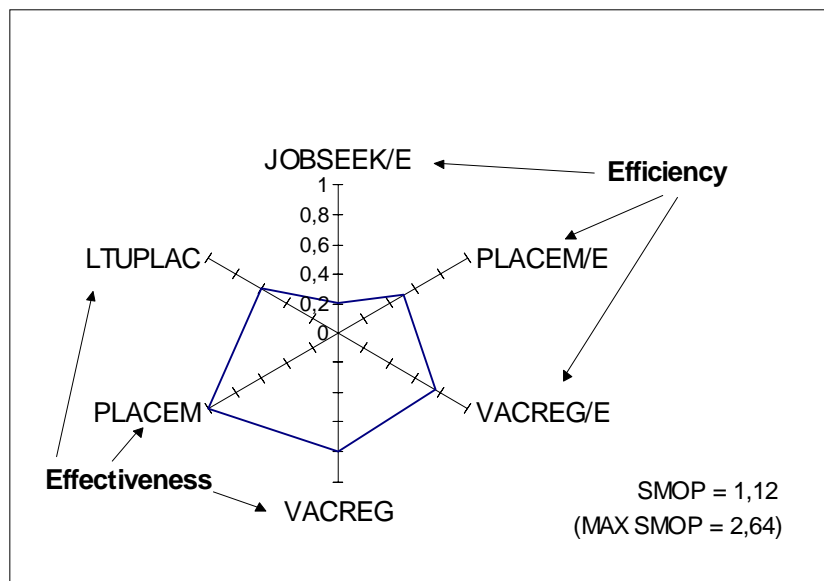 JOBSEEK/E
Efficiency
1
0,8
0,6
0,4
0,2
0
LTUPLAC
PLACEM/E
PLACEM
VACREG/E
Effectiveness
VACREG
SMOP = 1,12
(MAX SMOP = 2,64)